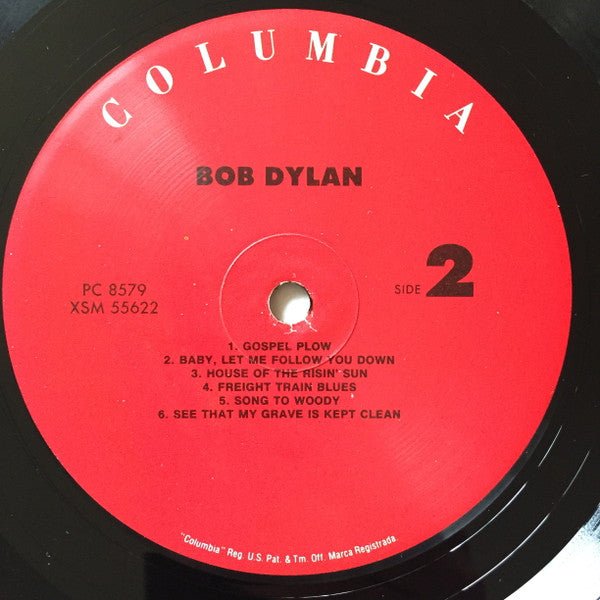 COLUMBIA
BOB DYLAN
PC 8579
XSM 55622
SIDE 2
1. GOSPEL PLOW
2. BABY, LET ME FOLLOW YOU DOWN
3. HOUSE OF THE RISIN' SUN
4. FREIGHT TRAIN BLUES
5. SONG TO WOODY
6. SEE THAT MY GRAVE IS KEPT CLEAN
"Columbia" Reg. U.S. Pat. & Tm. Off. Marca Registrada.